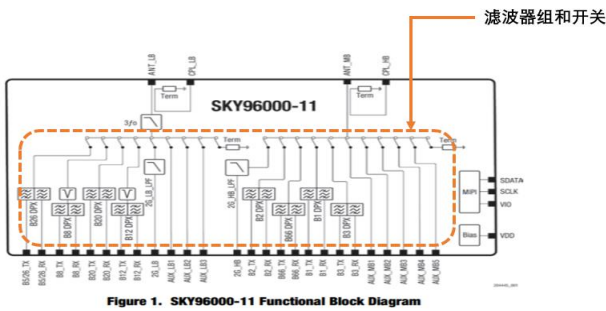 滤波器组和开关
ANT_LB
CPL_LB
ANT_MB
CPL_HB
Term
Term
SKY96000-11
3fo
Term
Term
2G_LB_LPF
2G_HB_LPF
B26 DPX
B8 DPX
B20 DPX
B12 DPX
B2 DPX
B66 DPX
B1 DPX
B3 DPX
MIPI
SDATA
SCLK
VIO
Bias
VDD
B5/26_TX
B5/26_RX
B8_TX
B8_RX
B20_TX
B20_RX
B12_TX
B12_RX
2G_LB
AUX_LB1
AUX_LB2
AUX_LB3
2G_HB
B2_TX
B2_RX
B66_TX
B66_RX
B1_TX
B1_RX
B3_TX
B3_RX
AUX_MB1
AUX_MB2
AUX_MB3
AUX_MB4
AUX_MB5
Figure 1. SKY96000-11 Functional Block Diagram